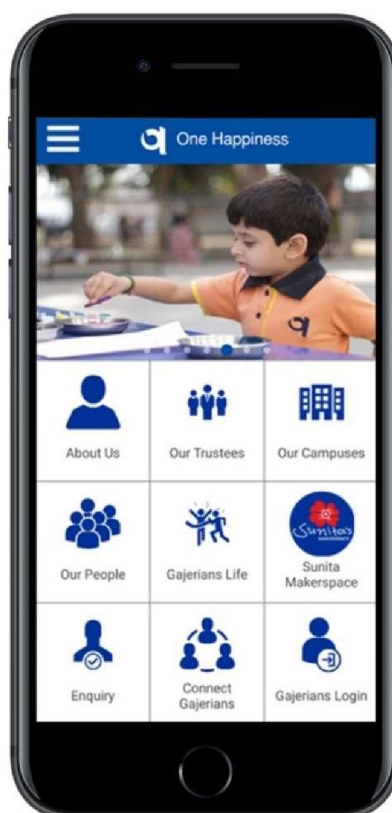 One Happiness
About Us
Our Trustees
Our Campuses
Our People
Gajerians Life
Sunita's
Sunita
Makerspace
Enquiry
Connect
Gajerians
Gajerians Login